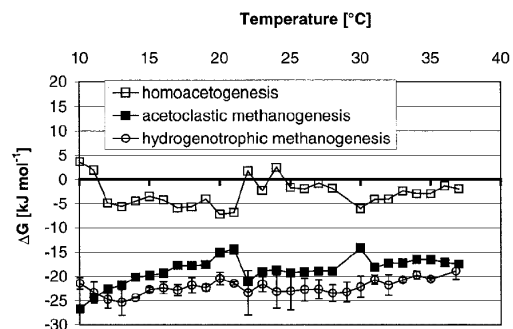 Temperature [°C]
10 15 20 25 30 35 40
20
15
10
5
0
-5
-10
-15
-20
-25
-30
ΔG [kJ mol⁻¹]
homoacetogenesis
acetoclastic methanogenesis
hydrogenotrophic methanogenesis